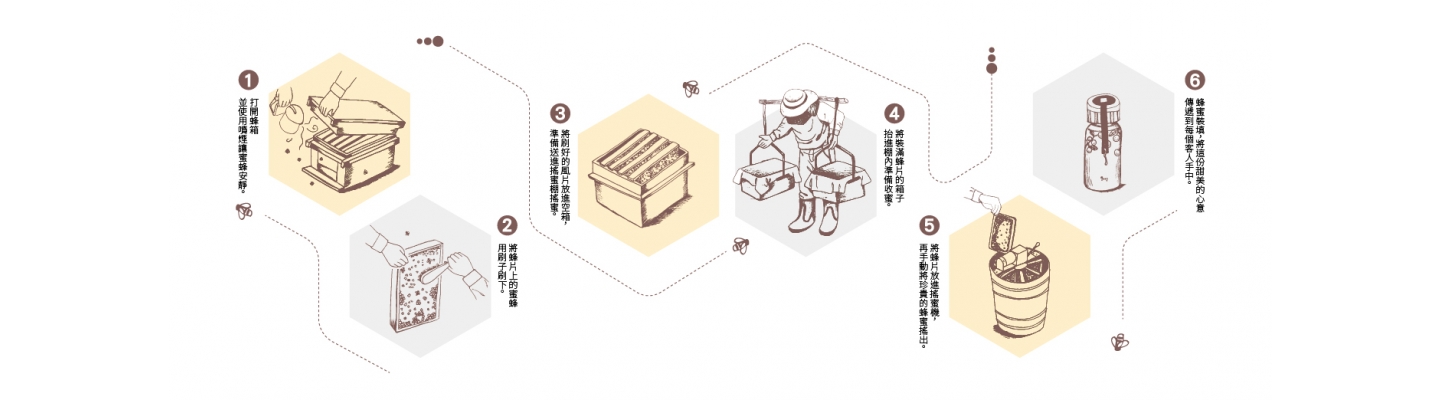 1
打開蜂箱
並使用噴煙讓蜜蜂安靜。
2
將蜂片上的蜜蜂
用刷子刷下。
3
將刷好的風片放進空箱，
準備送進搖蜜棚搖蜜。
4
將裝滿蜂片的箱子
抬進棚內準備收蜜。
5
將蜂片放進搖蜜機，
再手動將珍貴的蜂蜜搖出。
6
蜂蜜裝填，將這份甜美的心意
傳遞到每個客人手中。